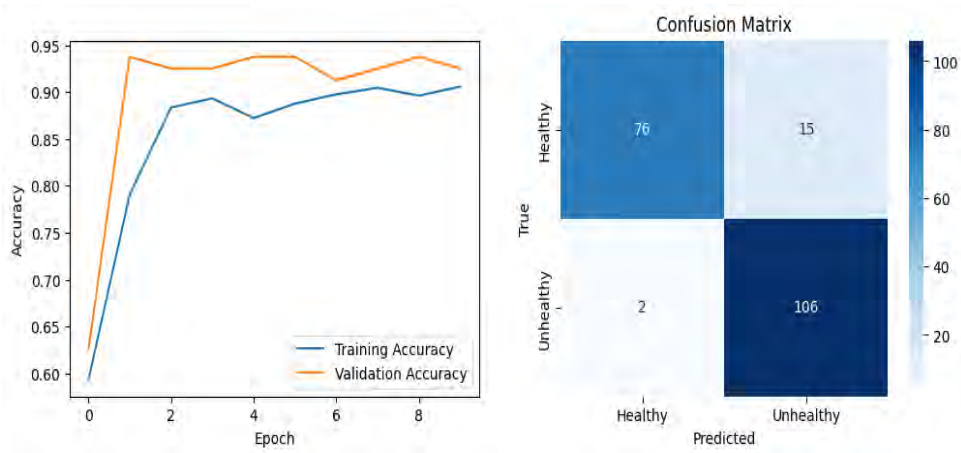 0.95
0.90
0.85
0.80
0.75
0.70
0.65
0.60
Accuracy
0 2 4 6 8
Epoch
Training Accuracy
Validation Accuracy
Confusion Matrix
Healthy
Unhealthy
True
76 15
2 106
Healthy Unhealthy
Predicted
100
80
60
40
20